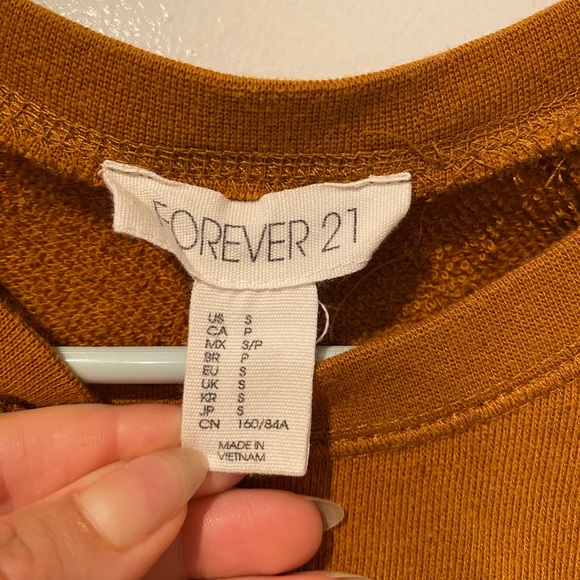 FOREVER 21
US S
CA P
MX S/P
BR P
EU S
UK S
KR S
JP S
CN 160/84A
MADE IN
VIETNAM